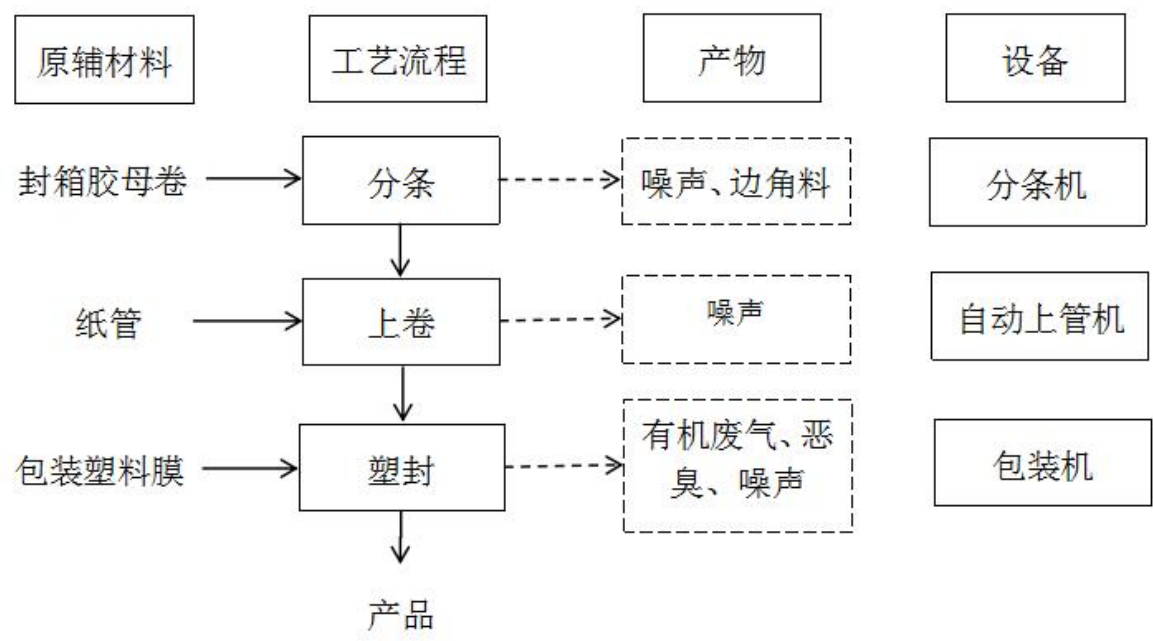 原辅材料
工艺流程
产物
设备
封箱胶母卷
分条
噪声、边角料
分条机
纸管
上卷
噪声
自动上管机
包装塑料膜
塑封
有机废气、恶
臭、噪声
包装机
产品